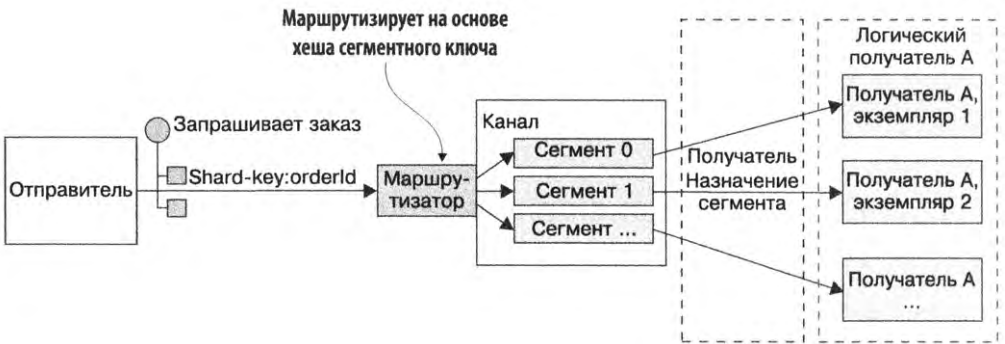 Маршрутизирует на основе
хеша сегментного ключа
Отправитель
Запрашивает заказ
Shard-key:orderId
Маршру-
тизатор
Канал
Сегмент 0
Сегмент 1
Сегмент ...
Получатель
Назначение
сегмента
Логический
получатель А
Получатель А,
экземпляр 1
Получатель А,
экземпляр 2
Получатель А
...